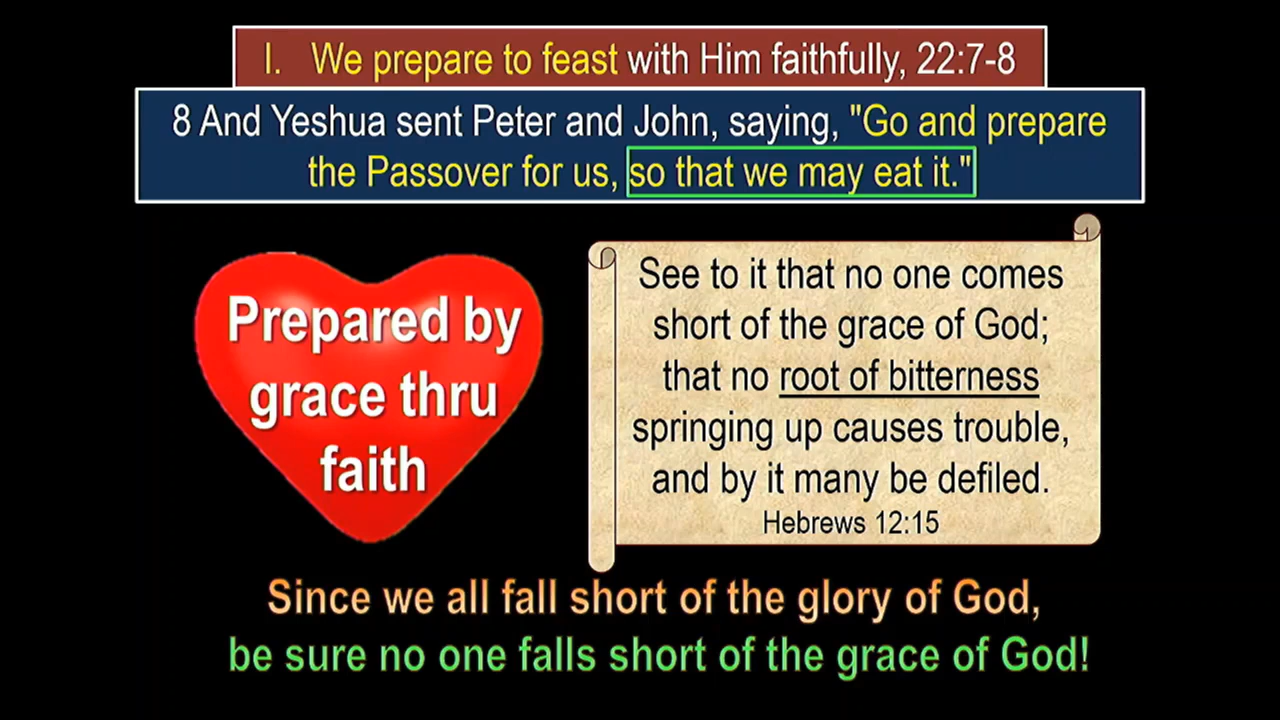 I. We prepare to feast with Him faithfully, 22:7-8
8 And Yeshua sent Peter and John, saying, "Go and prepare
the Passover for us, so that we may eat it."
Prepared by
grace thru
faith
See to it that no one comes
short of the grace of God;
that no root of bitterness
springing up causes trouble,
and by it many be defiled.
Hebrews 12:15
Since we all fall short of the glory of God,
be sure no one falls short of the grace of God!